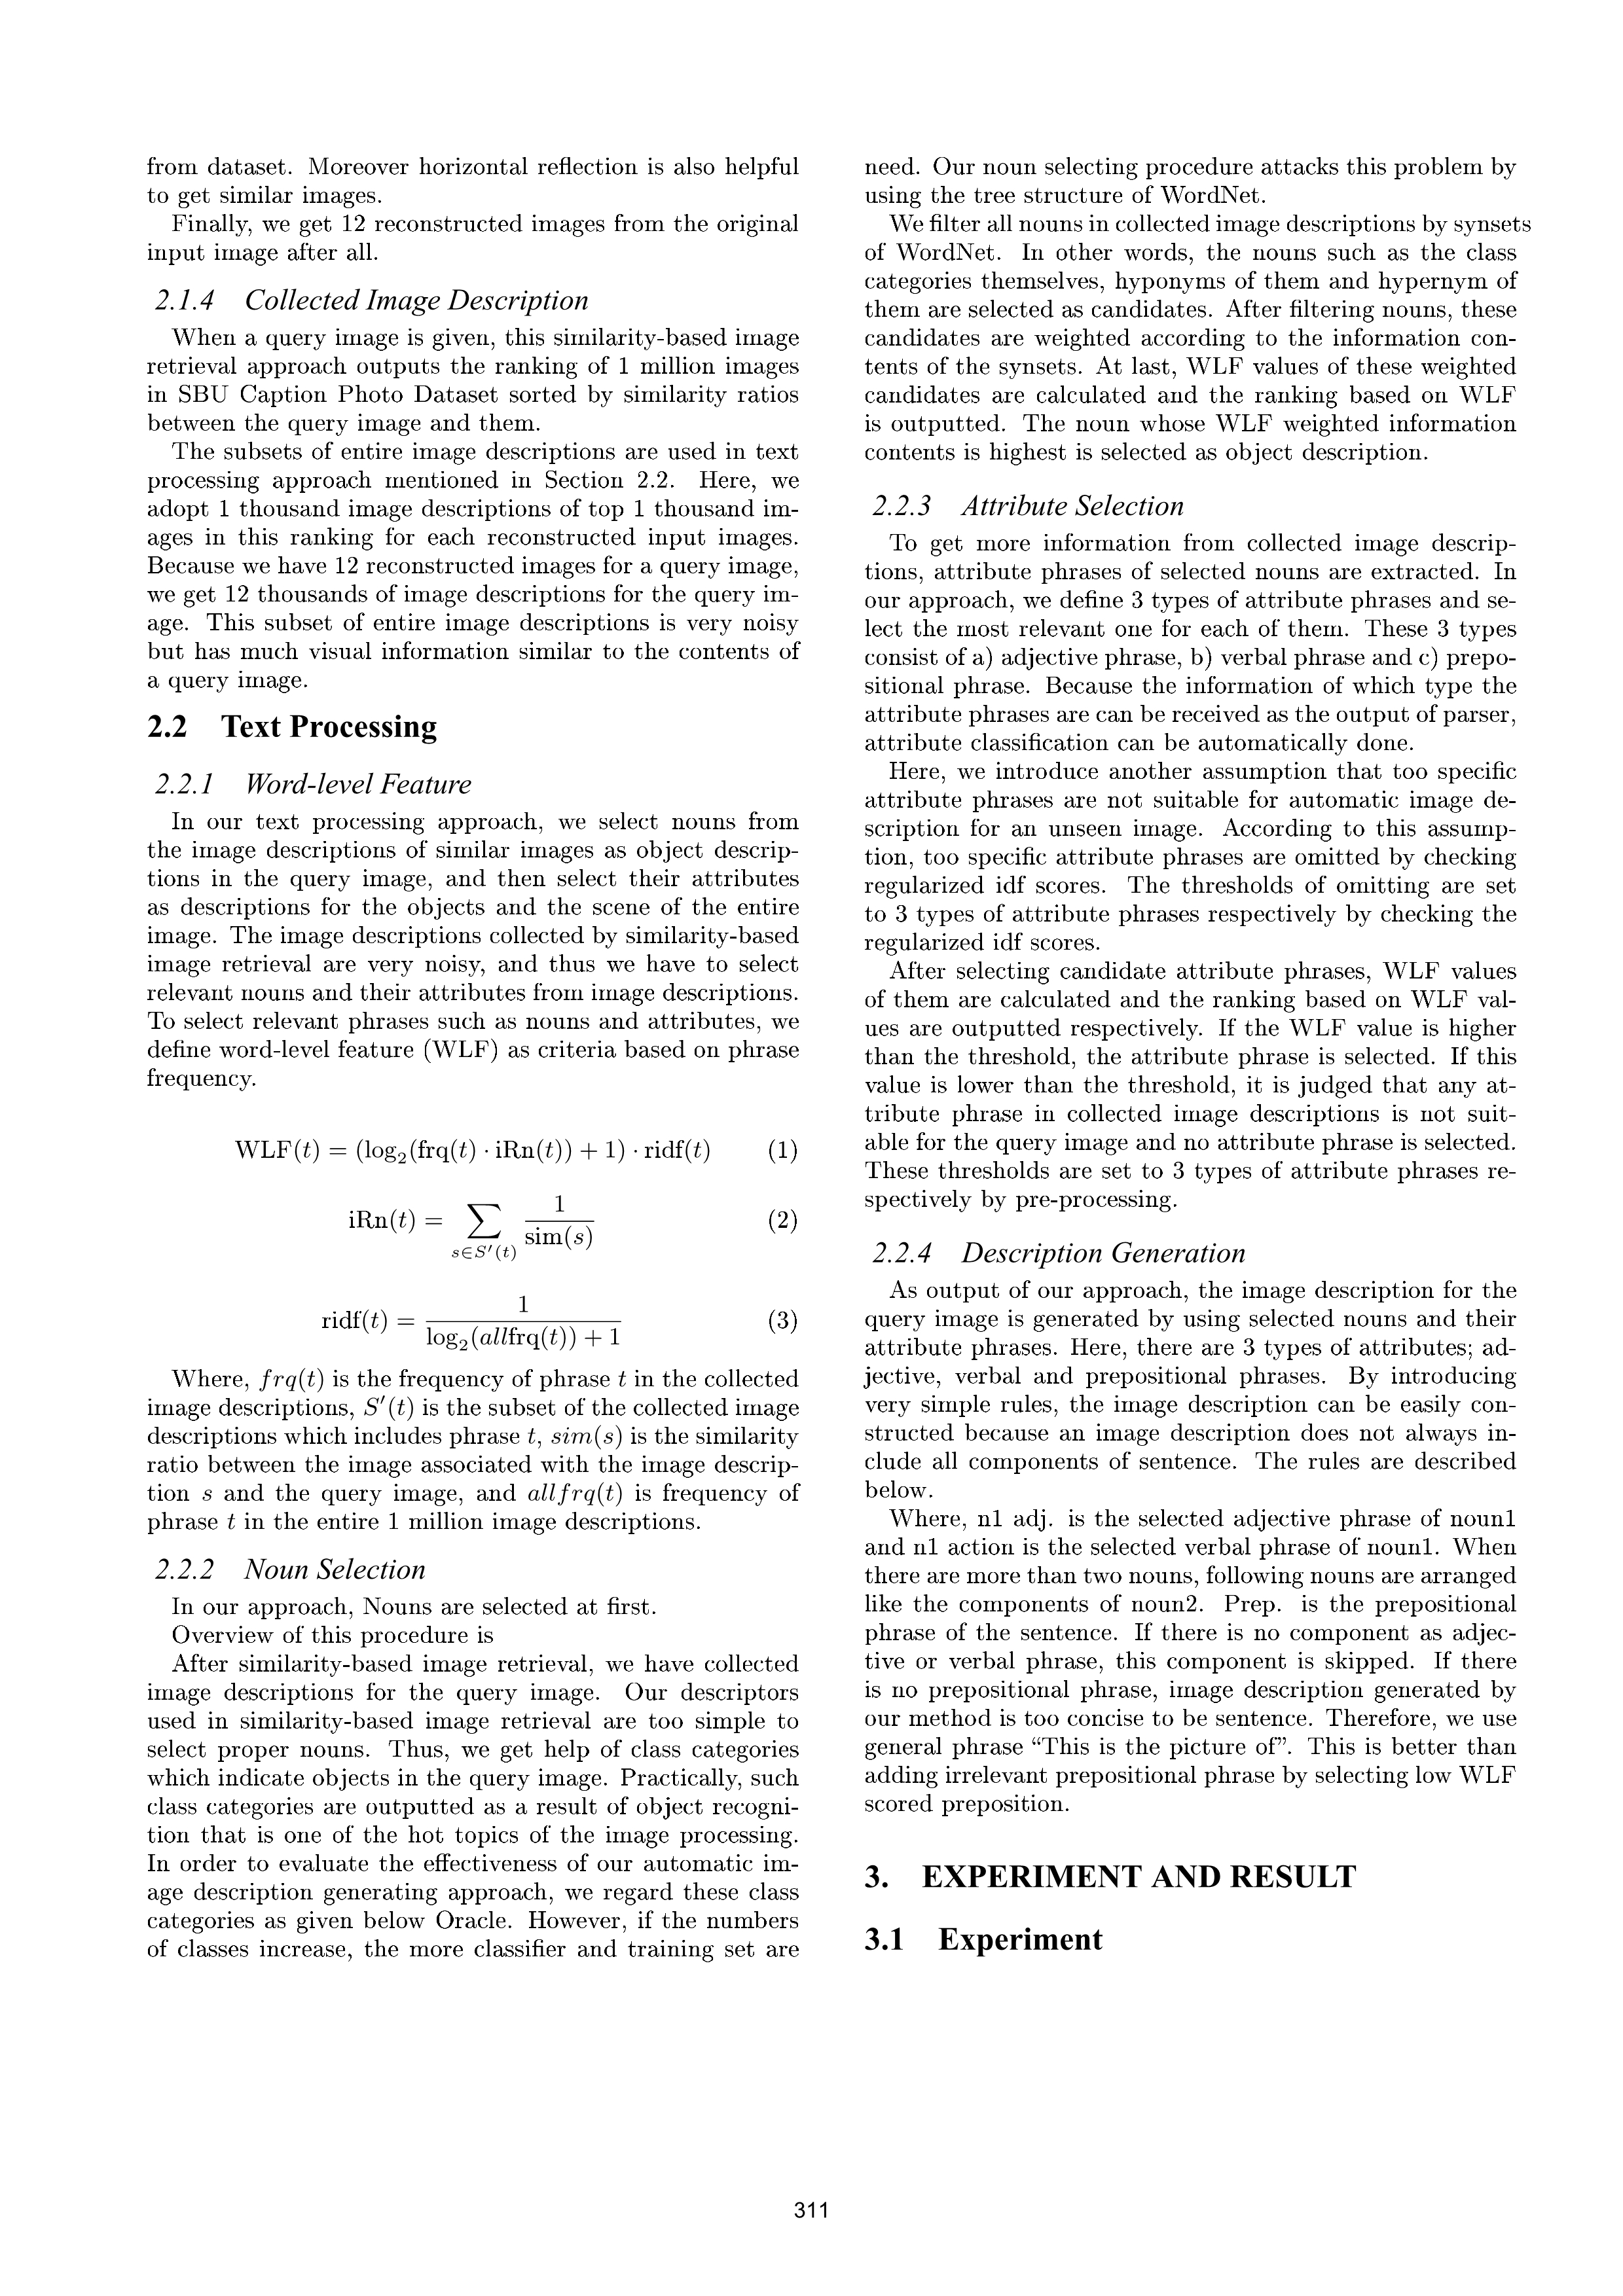 from dataset. Moreover horizontal reflection is also helpful
to get similar images.
Finally, we get 12 reconstructed images from the original
input image after all.
2.1.4 Collected Image Description
When a query image is given, this similarity-based image
retrieval approach outputs the ranking of 1 million images
in SBU Caption Photo Dataset sorted by similarity ratios
between the query image and them.
The subsets of entire image descriptions are used in text
processing approach mentioned in Section 2.2. Here, we
adopt 1 thousand image descriptions of top 1 thousand im-
ages in this ranking for each reconstructed input images.
Because we have 12 reconstructed images for a query image,
we get 12 thousands of image descriptions for the query im-
age. This subset of entire image descriptions is very noisy
but has much visual information similar to the contents of
a query image.
2.2 Text Processing
2.2.1 Word-level Feature
In our text processing approach, we select nouns from
the image descriptions of similar images as object descrip-
tions in the query image, and then select their attributes
as descriptions for the objects and the scene of the entire
image. The image descriptions collected by similarity-based
image retrieval are very noisy, and thus we have to select
relevant nouns and their attributes from image descriptions.
To select relevant phrases such as nouns and attributes, we
define word-level feature (WLF) as criteria based on phrase
frequency.
WLF(t) = (log₂(frq(t) · iRn(t)) + 1) · ridf(t) (1)
iRn(t) = ∑ s∈S′(t) 1 / sim(s) (2)
ridf(t) = 1 / log₂(allfrq(t)) + 1 (3)
Where, frq(t) is the frequency of phrase t in the collected
image descriptions, S′(t) is the subset of the collected image
descriptions which includes phrase t, sim(s) is the similarity
ratio between the image associated with the image descrip-
tion s and the query image, and allfrq(t) is frequency of
phrase t in the entire 1 million image descriptions.
2.2.2 Noun Selection
In our approach, Nouns are selected at first.
Overview of this procedure is
After similarity-based image retrieval, we have collected
image descriptions for the query image. Our descriptors
used in similarity-based image retrieval are too simple to
select proper nouns. Thus, we get help of class categories
which indicate objects in the query image. Practically, such
class categories are outputted as a result of object recogni-
tion that is one of the hot topics of the image processing.
In order to evaluate the effectiveness of our automatic im-
age description generating approach, we regard these class
categories as given below Oracle. However, if the numbers
of classes increase, the more classifier and training set are
need. Our noun selecting procedure attacks this problem by
using the tree structure of WordNet.
We filter all nouns in collected image descriptions by synsets
of WordNet. In other words, the nouns such as the class
categories themselves, hyponyms of them and hypernym of
them are selected as candidates. After filtering nouns, these
candidates are weighted according to the information con-
tents of the synsets. At last, WLF values of these weighted
candidates are calculated and the ranking based on WLF
is outputted. The noun whose WLF weighted information
contents is highest is selected as object description.
2.2.3 Attribute Selection
To get more information from collected image descrip-
tions, attribute phrases of selected nouns are extracted. In
our approach, we define 3 types of attribute phrases and se-
lect the most relevant one for each of them. These 3 types
consist of a) adjective phrase, b) verbal phrase and c) prepo-
sitional phrase. Because the information of which type the
attribute phrases are can be received as the output of parser,
attribute classification can be automatically done.
Here, we introduce another assumption that too specific
attribute phrases are not suitable for automatic image de-
scription for an unseen image. According to this assump-
tion, too specific attribute phrases are omitted by checking
regularized idf scores. The thresholds of omitting are set
to 3 types of attribute phrases respectively by checking the
regularized idf scores.
After selecting candidate attribute phrases, WLF values
of them are calculated and the ranking based on WLF val-
ues are outputted respectively. If the WLF value is higher
than the threshold, the attribute phrase is selected. If this
value is lower than the threshold, it is judged that any at-
tribute phrase in collected image descriptions is not suit-
able for the query image and no attribute phrase is selected.
These thresholds are set to 3 types of attribute phrases re-
spectively by pre-processing.
2.2.4 Description Generation
As output of our approach, the image description for the
query image is generated by using selected nouns and their
attribute phrases. Here, there are 3 types of attributes; ad-
jective, verbal and prepositional phrases. By introducing
very simple rules, the image description can be easily con-
structed because an image description does not always in-
clude all components of sentence. The rules are described
below.
Where, n1 adj. is the selected adjective phrase of noun1
and n1 action is the selected verbal phrase of noun1. When
there are more than two nouns, following nouns are arranged
like the components of noun2. Prep. is the prepositional
phrase of the sentence. If there is no component as adjec-
tive or verbal phrase, this component is skipped. If there
is no prepositional phrase, image description generated by
our method is too concise to be sentence. Therefore, we use
general phrase “This is the picture of”. This is better than
adding irrelevant prepositional phrase by selecting low WLF
scored preposition.
3. EXPERIMENT AND RESULT
3.1 Experiment
311